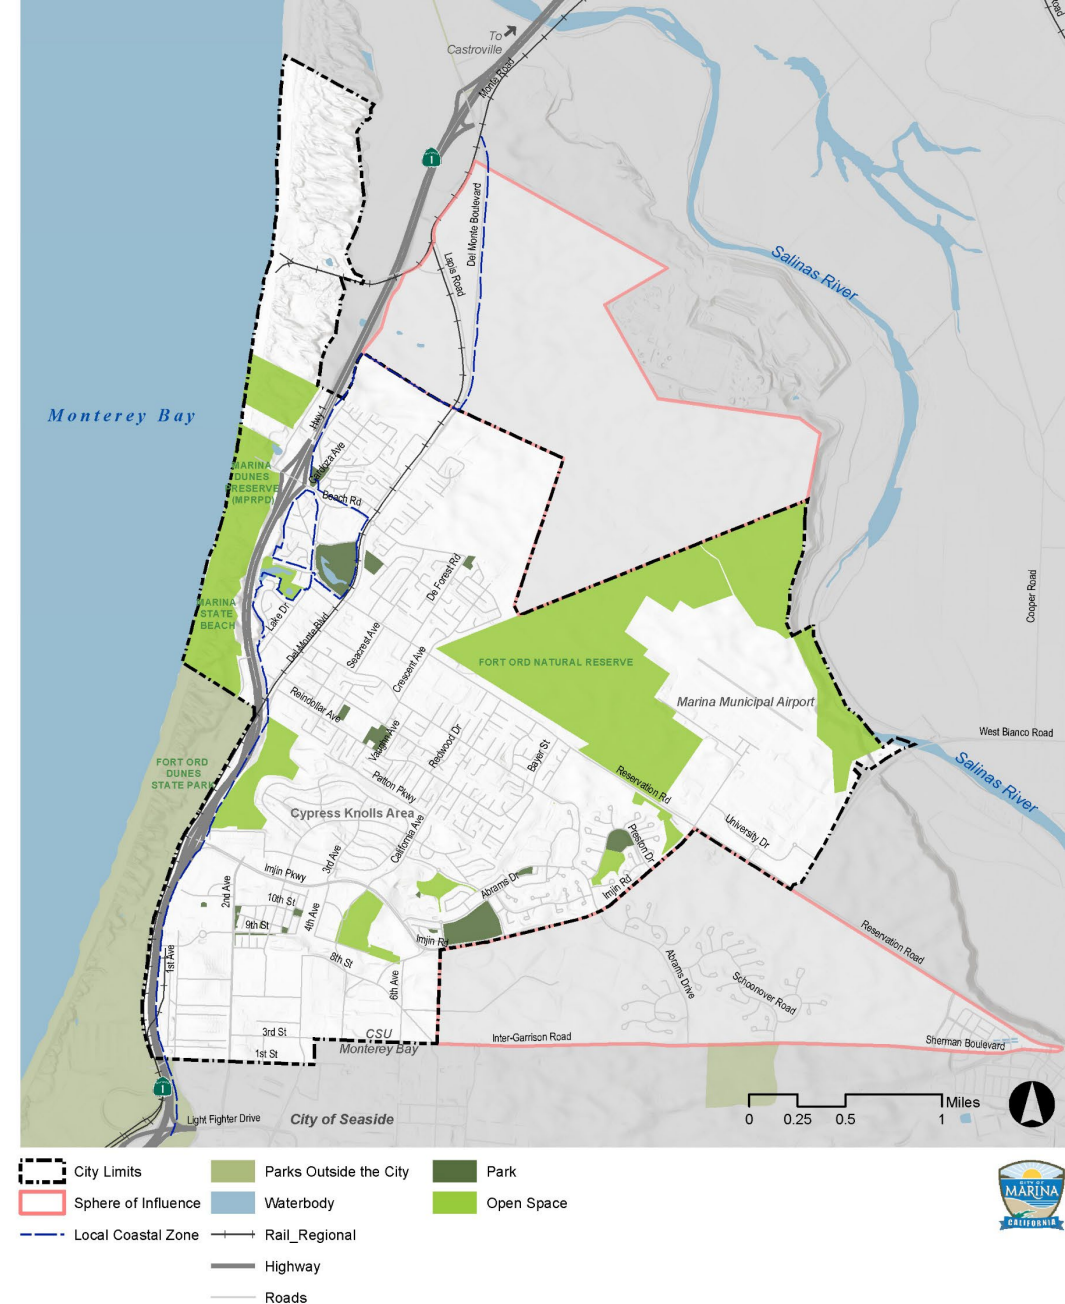 To
Castroville
Monte Road
1
Del Monte Boulevard
Lapis Road
Salinas River
Monterey Bay
Hwy 1
Cardoza Ave
Beach Rd
MARINA
DUNES
PRESERVE
(MPRPD)
De Forest Rd
Cooper Road
MARINA
STATE
BEACH
Lake Dr
Del Monte Blvd
Seacrest Ave
Crescent Ave
FORT ORD NATURAL RESERVE
Marina Municipal Airport
Reindollar Ave
Vaughn Ave
Redwood Dr
Bayer St
West Bianco Road
Salinas River
FORT ORD
DUNES
STATE PARK
Patton Pkwy
Reservation Rd
Cypress Knolls Area
California Ave
University Dr
Preston Dr
3rd Ave
Imjin Pkwy
Abrams Dr
Imjin Rd
2nd Ave
10th St
9th St
4th Ave
Imjin Rd
8th St
1st Ave
6th Ave
Reservation Road
Abrams Drive
Schoonover Road
3rd St
1st St
CSU
Monterey Bay
Inter-Garrison Road
Sherman Boulevard
1
Light Fighter Drive
City of Seaside
Miles
0 0.25 0.5 1
City Limits
Sphere of Influence
Local Coastal Zone
Parks Outside the City
Waterbody
Rail_Regional
Highway
Roads
Park
Open Space
CITY OF
MARINA
CALIFORNIA